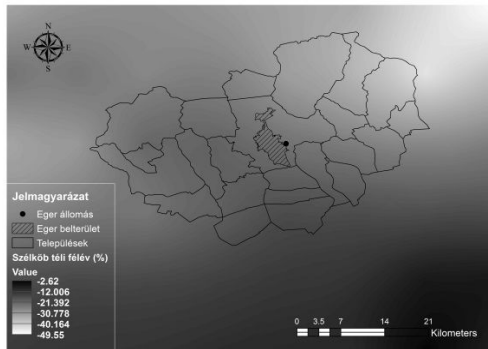 N
W E
S
Jelmagyarázat
Eger állomás
Eger belterület
Települések
Szélköb téli félév (%)
Value
-2.62
-12.006
-21.392
-30.778
-40.164
-49.55
0 3.5 7 14 21
Kilometers